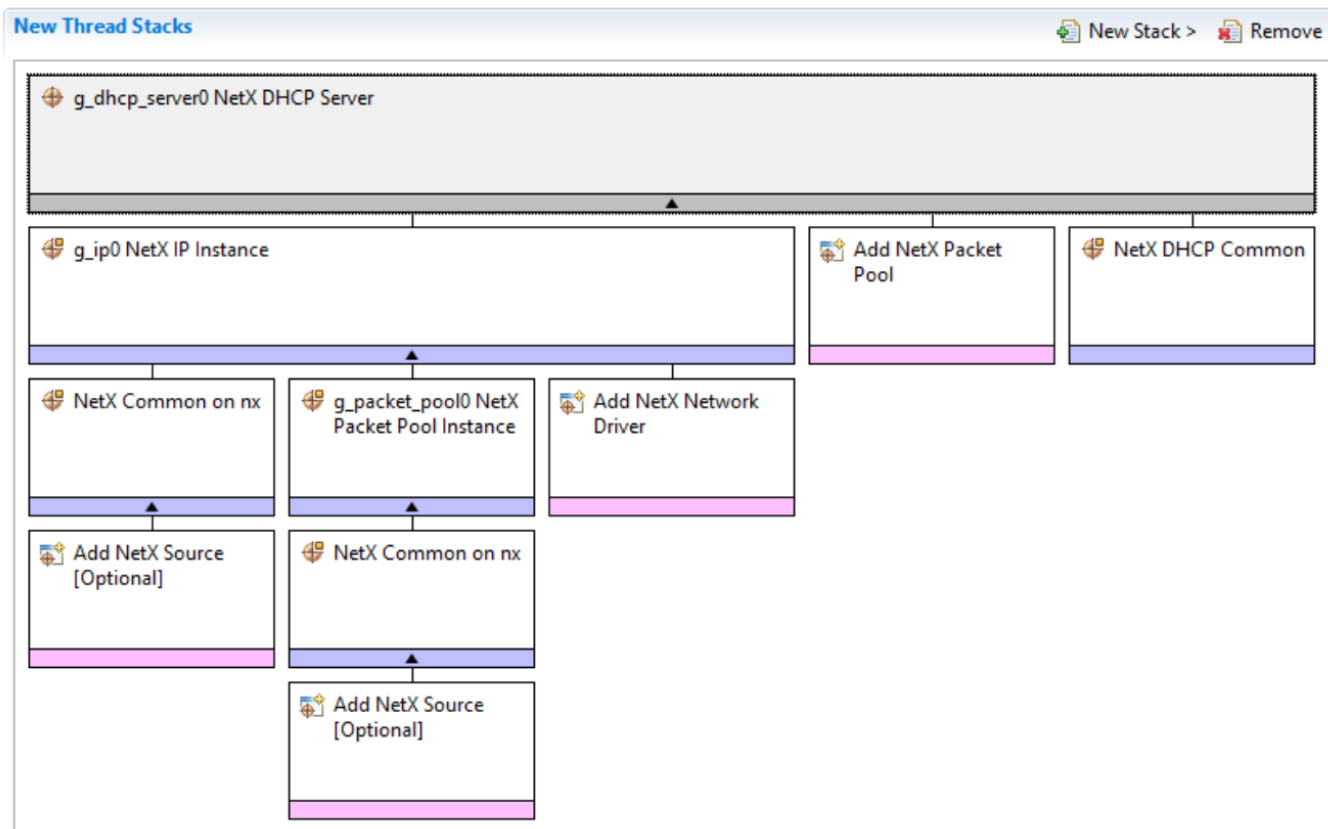 New Thread Stacks
New Stack >
Remove
g_dhcp_server0 NetX DHCP Server
g_ip0 NetX IP Instance
Add NetX Packet
Pool
NetX DHCP Common
NetX Common on nx
g_packet_pool0 NetX
Packet Pool Instance
Add NetX Network
Driver
Add NetX Source
[Optional]
NetX Common on nx
Add NetX Source
[Optional]